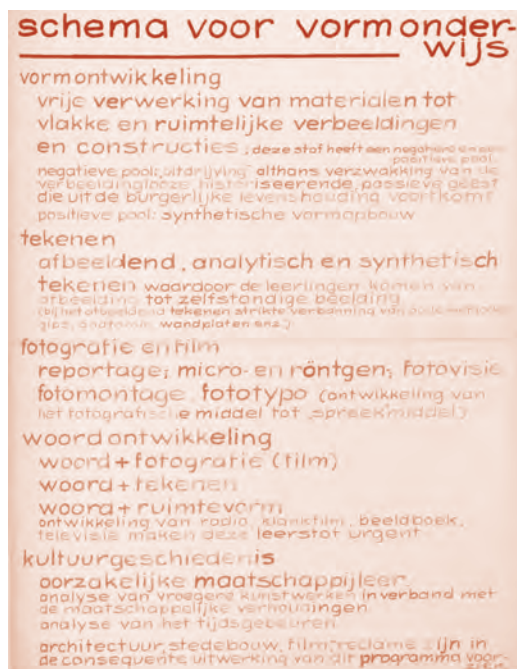 schema voor vormonder-
wijs
vormontwikkeling
vrije verwerking van materialen tot
vlakke en ruimtelijke verbeeldingen
en constructies, deze stof heeft een negatieve en een
positieve pool.
negatieve pool: „uitdrijving” althans verzwakking van de
verbeeldinglooze, historiseerende, passieve geest
die uit de burgerlijke levenshouding voortkomt
positieve pool: synthetische vormopbouw
tekenen
afbeeldend, analytisch en synthetisch
tekenen waardoor de leerlingen komen van
afbeelding tot zelfstandige beelding
(bij het afbeeldend tekenen strikte verbanning van oude
gips, anatomie, wandplaten enz.)
fotografie en film
reportage; micro- en röntgen; fotovisie
fotomontage, fototypo (ontwikkeling van
het fotografische middel tot „spreek”middel)
woordontwikkeling
woord + fotografie (film)
woord + tekenen
woord + ruimtevorm
ontwikkeling van radio, klankfilm, beeldboek,
televisie maken deze leerstof urgent
kultuurgeschiedenis
oorzakelijke maatschappijleer
analyse van vroegere kunstwerken in verband met
de maatschappelijke verhoudingen.
analyse van het tijdsgebeuren.
architectuur, stedebouw, film, reclame zijn in
de consequente uitwerking van dit programma voor-
zien